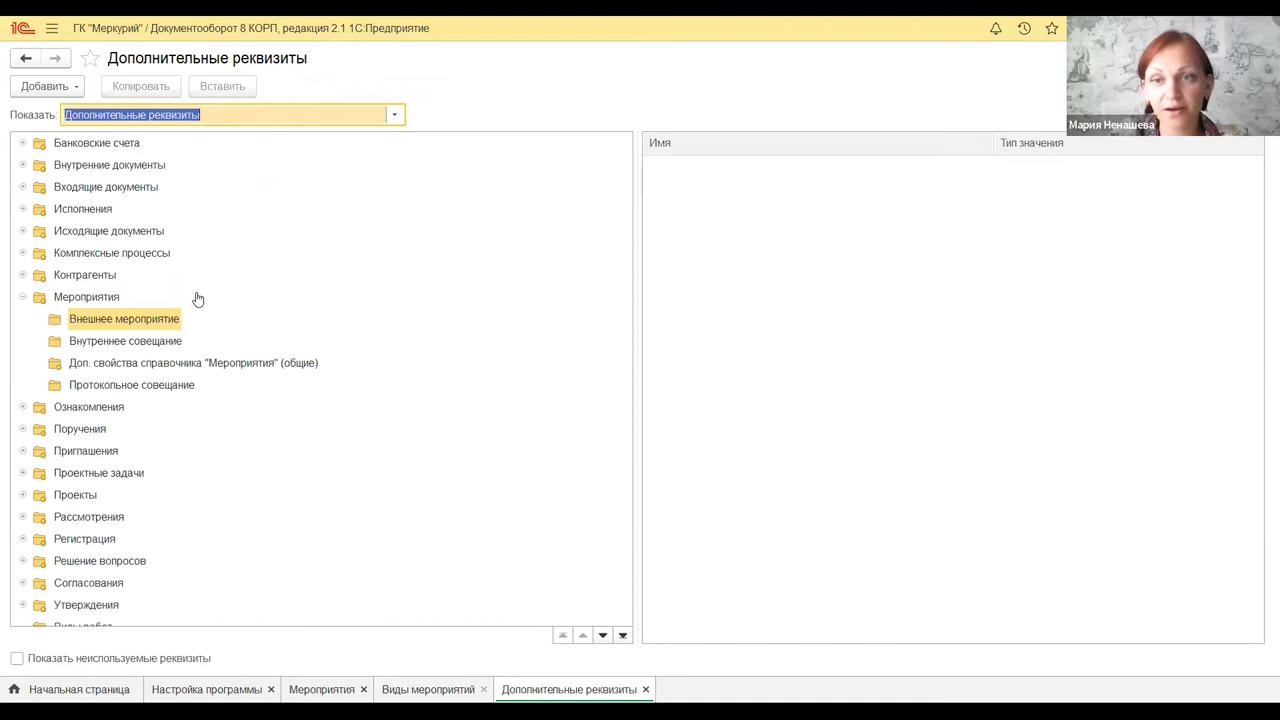 1С ГК "Меркурий" / Документооборот 8 КОРП, редакция 2.1 1С:Предприятие
Дополнительные реквизиты
Добавить Копировать Вставить
Показать: Дополнительные реквизиты
Мария Ненашева
Имя Тип значения
Банковские счета
Внутренние документы
Входящие документы
Исполнения
Исходящие документы
Комплексные процессы
Контрагенты
Мероприятия
Внешнее мероприятие
Внутреннее совещание
Доп. свойства справочника "Мероприятия" (общие)
Протокольное совещание
Ознакомления
Поручения
Приглашения
Проектные задачи
Проекты
Рассмотрения
Регистрация
Решение вопросов
Согласования
Утверждения
Показать неиспользуемые реквизиты
Начальная страница Настройка программы Мероприятия Виды мероприятий Дополнительные реквизиты